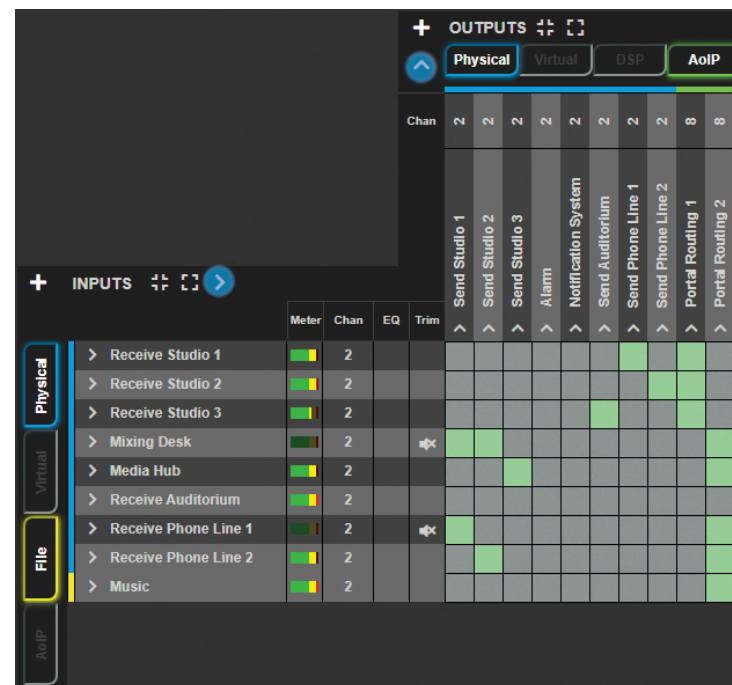 OUTPUTS
Physical Virtual DSP AoIP
Chan 2 2 2 2 2 2 2 2 8 8
Send Studio 1
Send Studio 2
Send Studio 3
Alarm
Notification System
Send Auditorium
Send Phone Line 1
Send Phone Line 2
Portal Routing 1
Portal Routing 2
INPUTS
Meter Chan EQ Trim
Physical
Virtual
File
AoIP
Receive Studio 1 2
Receive Studio 2 2
Receive Studio 3 2
Mixing Desk 2
Media Hub 2
Receive Auditorium 2
Receive Phone Line 1 2
Receive Phone Line 2 2
Music 2